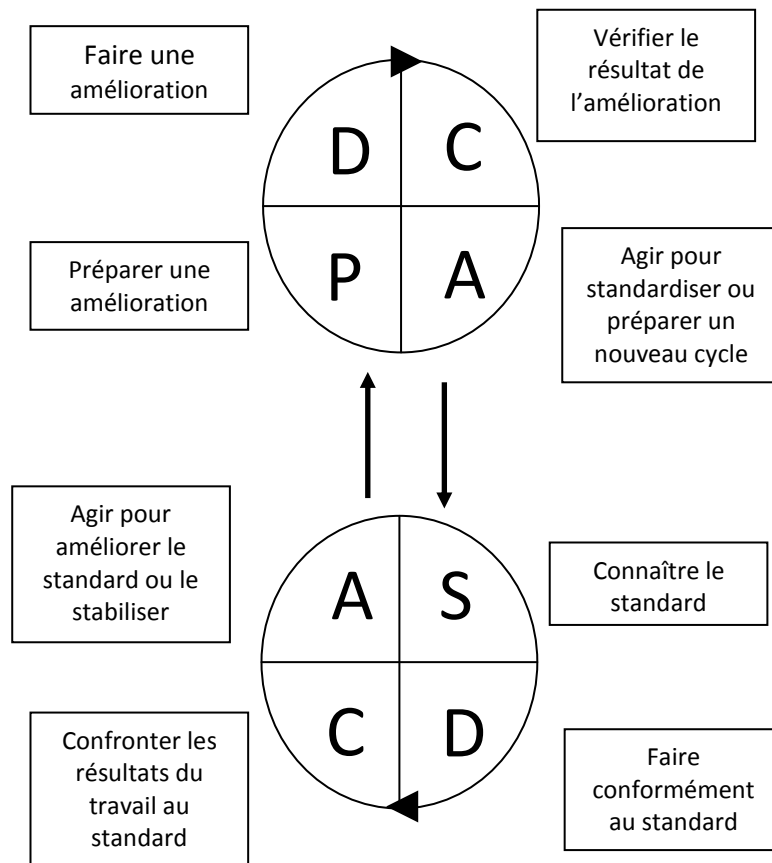 Faire une
amélioration
Vérifier le
résultat de
l’amélioration
D
C
Préparer une
amélioration
P
A
Agir pour
standardiser ou
préparer un
nouveau cycle
Agir pour
améliorer le
standard ou le
stabiliser
A
S
Connaître le
standard
Confronter les
résultats du
travail au
standard
C
D
Faire
conformément
au standard